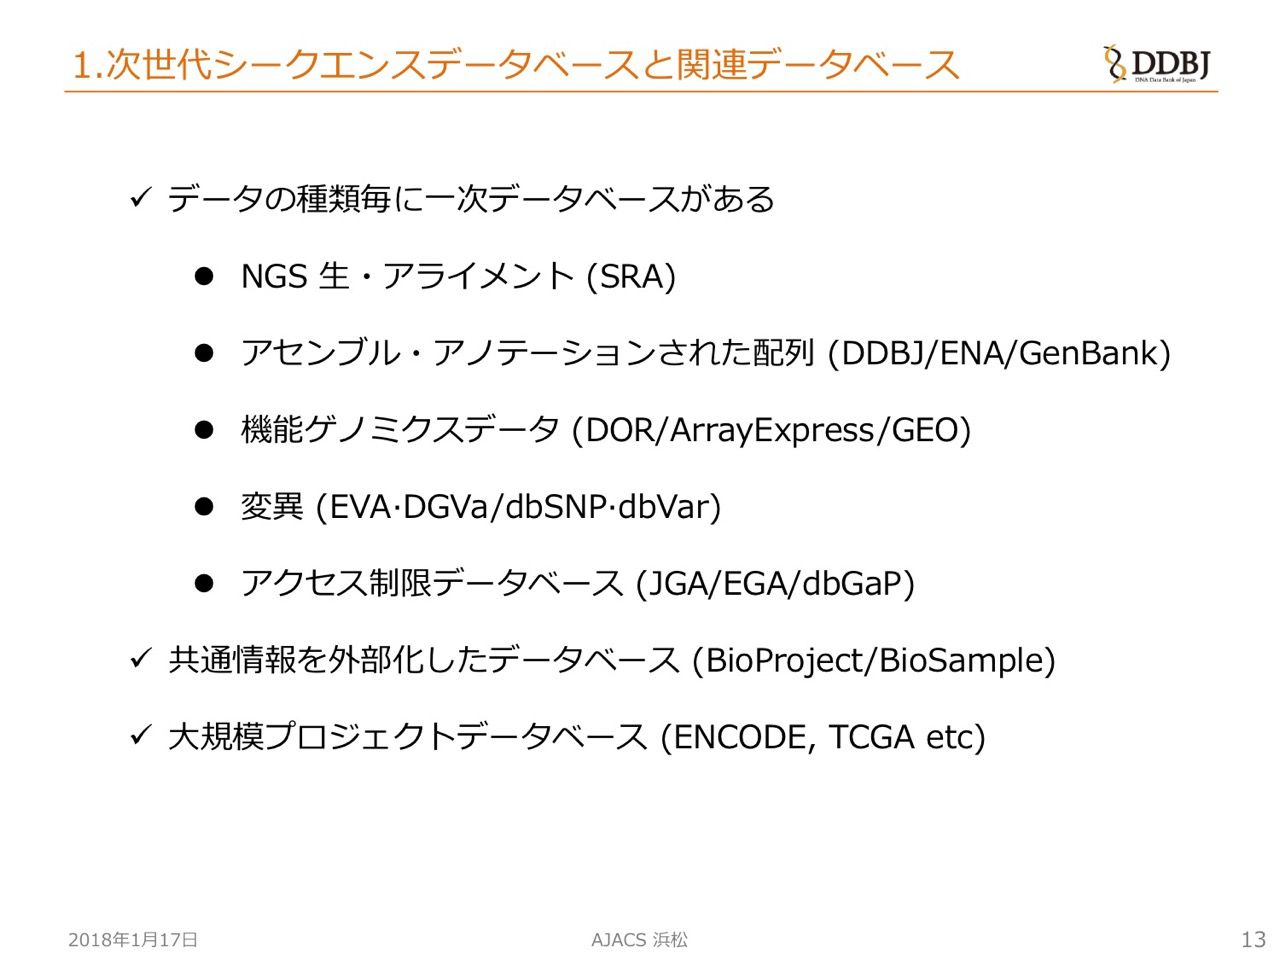 1.次世代シークエンスデータベースと関連データベース
DDBJ
DNA Data Bank of Japan
✓ データの種類毎に一次データベースがある
● NGS 生・アライメント (SRA)
● アセンブル・アノテーションされた配列 (DDBJ/ENA/GenBank)
● 機能ゲノミクスデータ (DOR/ArrayExpress/GEO)
● 変異 (EVA·DGVa/dbSNP·dbVar)
● アクセス制限データベース (JGA/EGA/dbGaP)
✓ 共通情報を外部化したデータベース (BioProject/BioSample)
✓ 大規模プロジェクトデータベース (ENCODE, TCGA etc)
2018年1月17日
AJACS 浜松
13